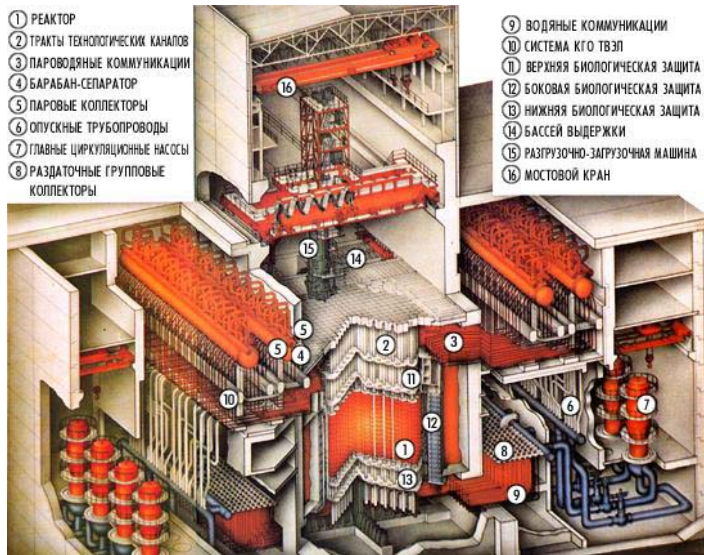 1 РЕАКТОР
2 ТРАКТЫ ТЕХНОЛОГИЧЕСКИХ КАНАЛОВ
3 ПАРОВОДЯНЫЕ КОММУНИКАЦИИ
4 БАРАБАН-СЕПАРАТОР
5 ПАРОВЫЕ КОЛЛЕКТОРЫ
6 ОПУСКНЫЕ ТРУБОПРОВОДЫ
7 ГЛАВНЫЕ ЦИРКУЛЯЦИОННЫЕ НАСОСЫ
8 РАЗДАТОЧНЫЕ ГРУППОВЫЕ
КОЛЛЕКТОРЫ
9 ВОДЯНЫЕ КОММУНИКАЦИИ
10 СИСТЕМА КГО ТВЭЛ
11 ВЕРХНЯЯ БИОЛОГИЧЕСКАЯ ЗАЩИТА
12 БОКОВАЯ БИОЛОГИЧЕСКАЯ ЗАЩИТА
13 НИЖНЯЯ БИОЛОГИЧЕСКАЯ ЗАЩИТА
14 БАССЕЙ ВЫДЕРЖКИ
15 РАЗГРУЗОЧНО-ЗАГРУЗОЧНАЯ МАШИНА
16 МОСТОВОЙ КРАН
16
15
14
5
2
3
5
4
11
10
6
7
12
1
8
13
9